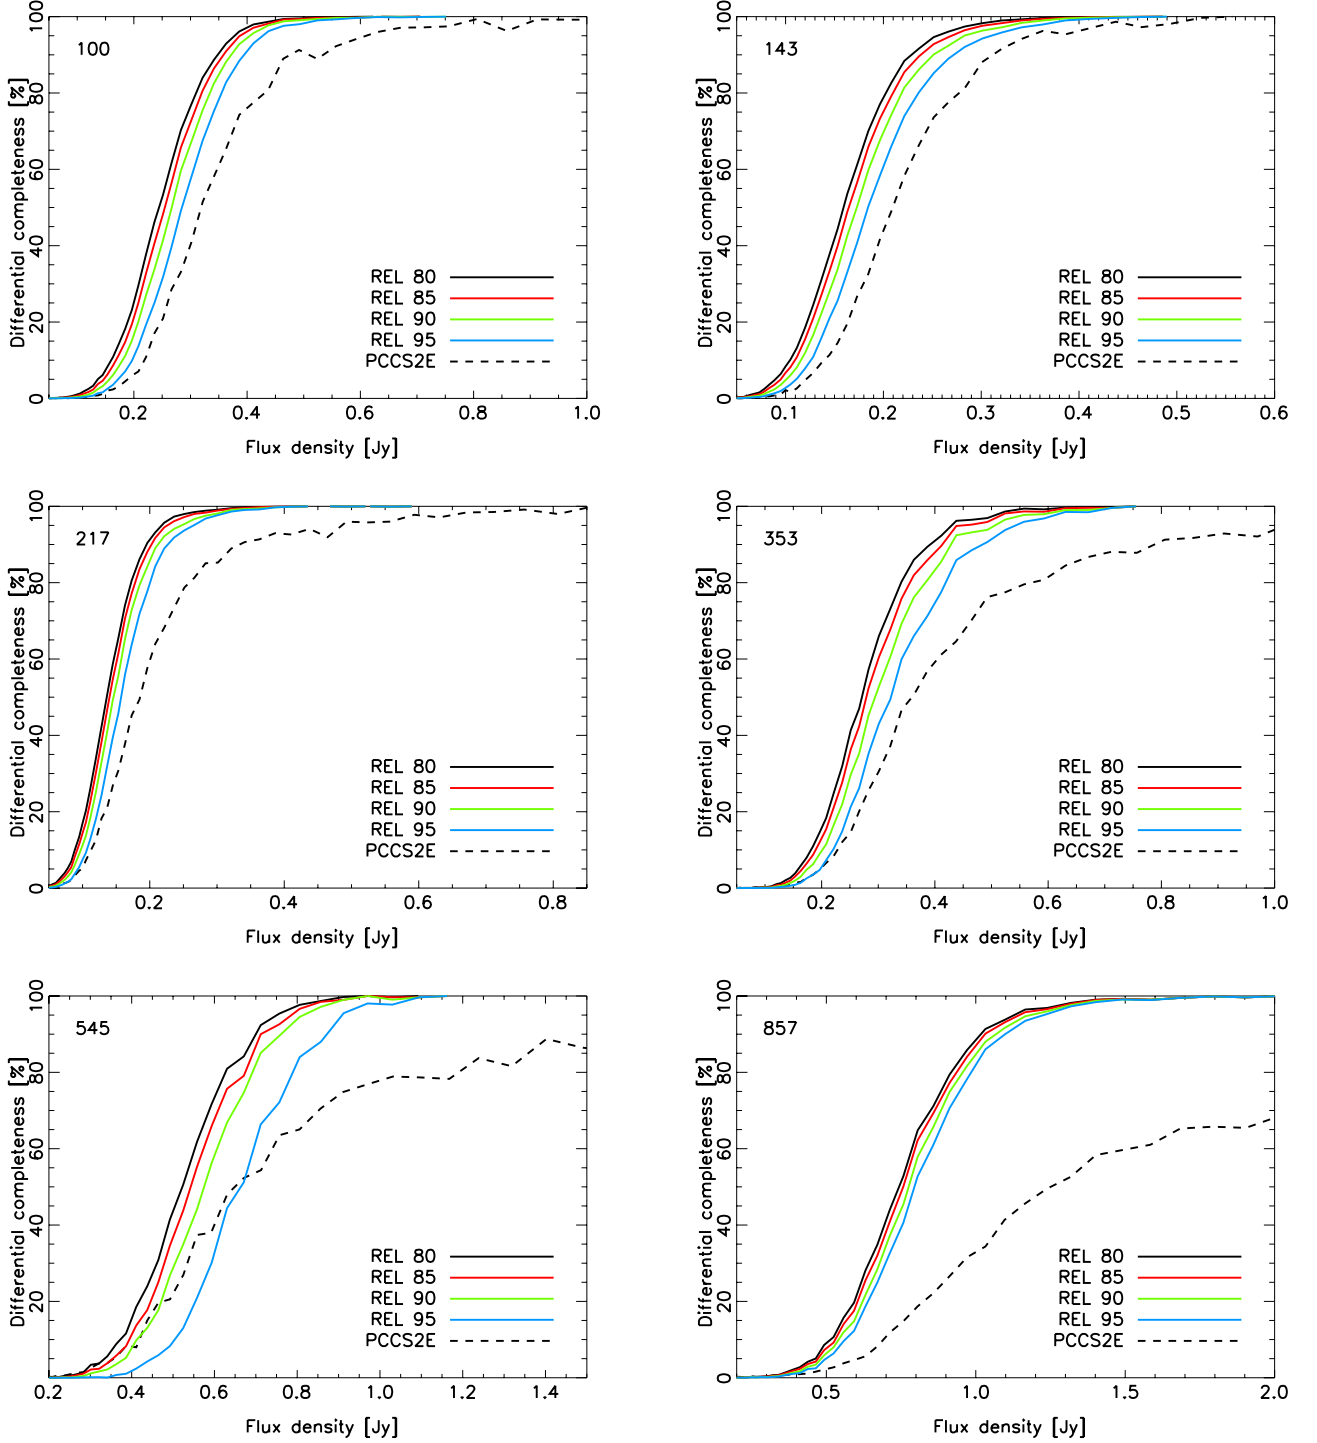 100
Differential completeness [%]
0 20 40 60 80 100
REL 80
REL 85
REL 90
REL 95
PCCS2E
0.2 0.4 0.6 0.8 1.0
Flux density [Jy]
143
Differential completeness [%]
0 20 40 60 80 100
REL 80
REL 85
REL 90
REL 95
PCCS2E
0.1 0.2 0.3 0.4 0.5 0.6
Flux density [Jy]
217
Differential completeness [%]
0 20 40 60 80 100
REL 80
REL 85
REL 90
REL 95
PCCS2E
0.2 0.4 0.6 0.8
Flux density [Jy]
353
Differential completeness [%]
0 20 40 60 80 100
REL 80
REL 85
REL 90
REL 95
PCCS2E
0.2 0.4 0.6 0.8 1.0
Flux density [Jy]
545
Differential completeness [%]
0 20 40 60 80 100
REL 80
REL 85
REL 90
REL 95
PCCS2E
0.2 0.4 0.6 0.8 1.0 1.2 1.4
Flux density [Jy]
857
Differential completeness [%]
0 20 40 60 80 100
REL 80
REL 85
REL 90
REL 95
PCCS2E
0.5 1.0 1.5 2.0
Flux density [Jy]